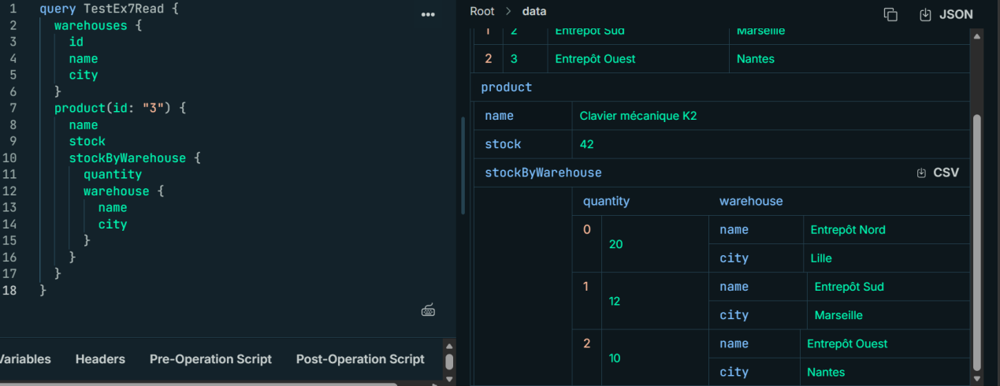 1 query TestEx7Read {
2 warehouses {
3 id
4 name
5 city
6 }
7 product(id: "3") {
8 name
9 stock
10 stockByWarehouse {
11 quantity
12 warehouse {
13 name
14 city
15 }
16 }
17 }
18 }
Variables Headers Pre-Operation Script Post-Operation Script
Root > data JSON
1 2 Entrepôt Sud Marseille
2 3 Entrepôt Ouest Nantes
product
name Clavier mécanique K2
stock 42
stockByWarehouse CSV
quantity warehouse
0 20 name Entrepôt Nord
city Lille
1 12 name Entrepôt Sud
city Marseille
2 10 name Entrepôt Ouest
city Nantes